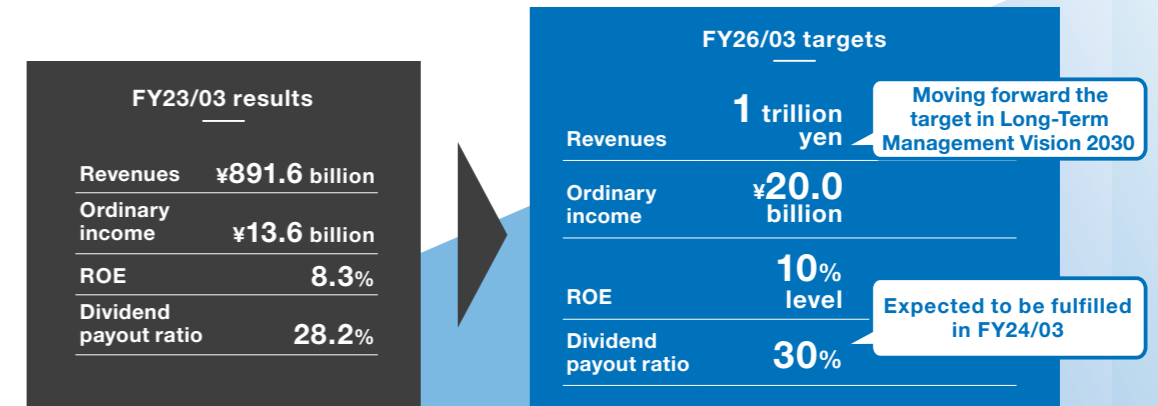 FY23/03 results
Revenues ¥891.6 billion
Ordinary
income ¥13.6 billion
ROE 8.3%
Dividend
payout ratio 28.2%
FY26/03 targets
Revenues 1 trillion
yen
Moving forward the
target in Long-Term
Management Vision 2030
Ordinary
income ¥20.0
billion
ROE 10%
level
Dividend
payout ratio 30%
Expected to be fulfilled
in FY24/03